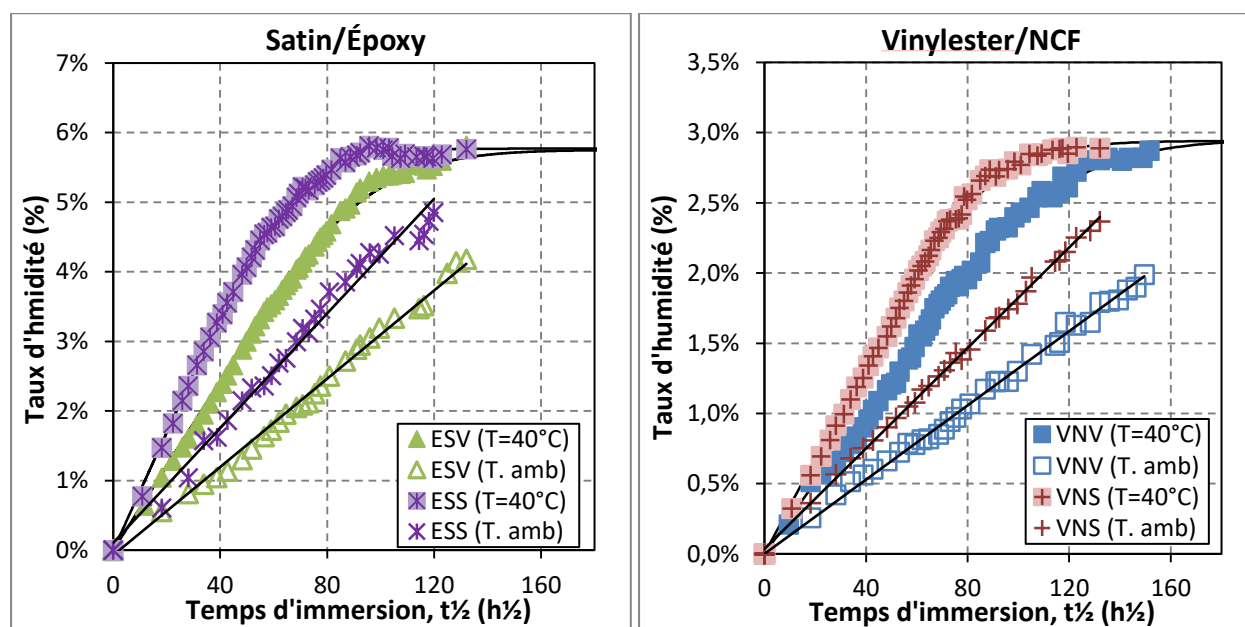 Satin/Époxy
7%
6%
5%
4%
3%
2%
1%
0%
Taux d'hmidité (%)
ESV (T=40°C)
ESV (T. amb)
ESS (T=40°C)
ESS (T. amb)
0 40 80 120 160
Temps d'immersion, t½ (h½)
Vinylester/NCF
3,5%
3,0%
2,5%
2,0%
1,5%
1,0%
0,5%
0,0%
Taux d'humidité (%)
VNV (T=40°C)
VNV (T. amb)
VNS (T=40°C)
VNS (T. amb)
0 40 80 120 160
Temps d'immersion, t½ (h½)